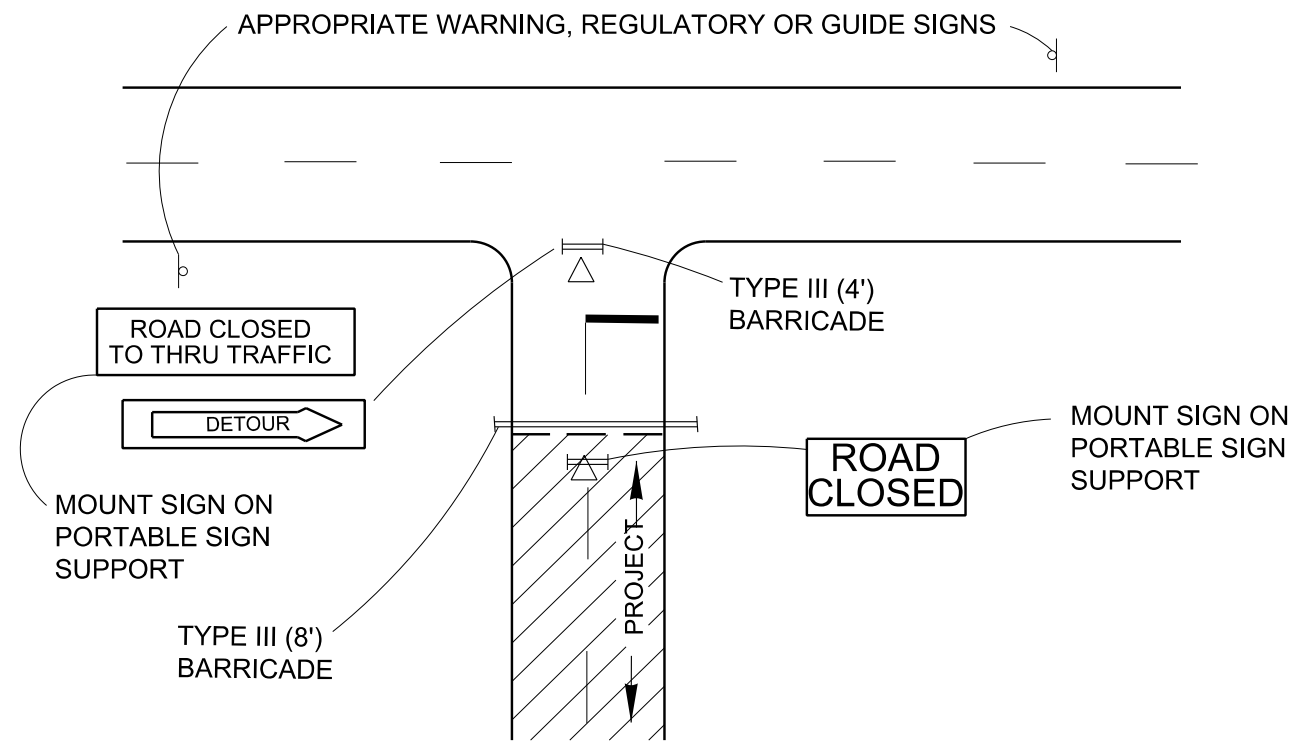 APPROPRIATE WARNING, REGULATORY OR GUIDE SIGNS
TYPE III (4')
BARRICADE
ROAD CLOSED
TO THRU TRAFFIC
DETOUR
MOUNT SIGN ON
PORTABLE SIGN
SUPPORT
ROAD
CLOSED
MOUNT SIGN ON
PORTABLE SIGN
SUPPORT
PROJECT
TYPE III (8')
BARRICADE